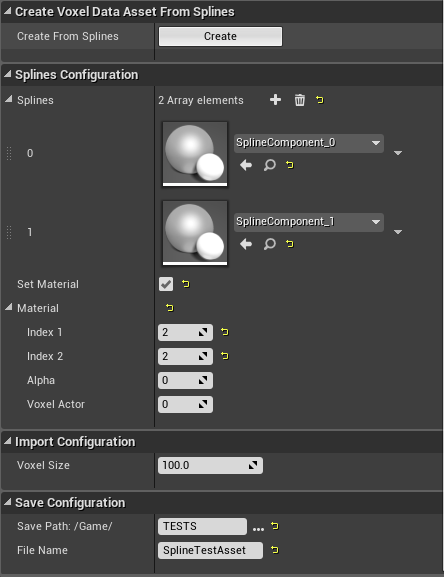 Create Voxel Data Asset From Splines
Create From Splines Create
Splines Configuration
Splines 2 Array elements
0 SplineComponent_0
1 SplineComponent_1
Set Material
Material
Index 1 2
Index 2 2
Alpha 0
Voxel Actor 0
Import Configuration
Voxel Size 100.0
Save Configuration
Save Path: /Game/ TESTS ...
File Name SplineTestAsset